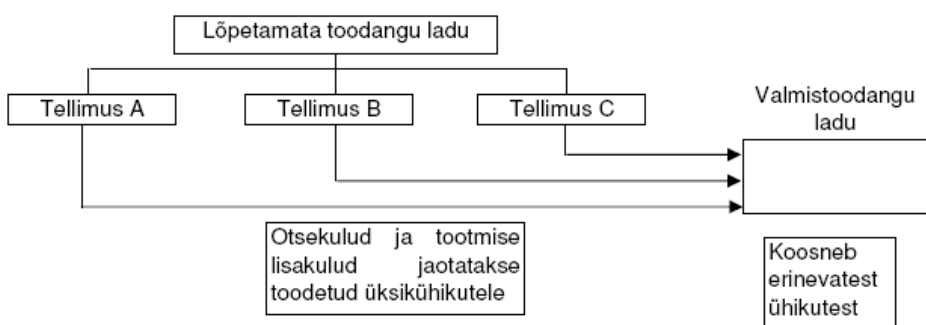 Lõpetamata toodangu ladu
Tellimus A
Tellimus B
Tellimus C
Valmistoodangu
ladu
Otsekulud ja tootmise
lisakulud jaotatakse
toodetud üksikühikutele
Koosneb
erinevatest
ühikutest